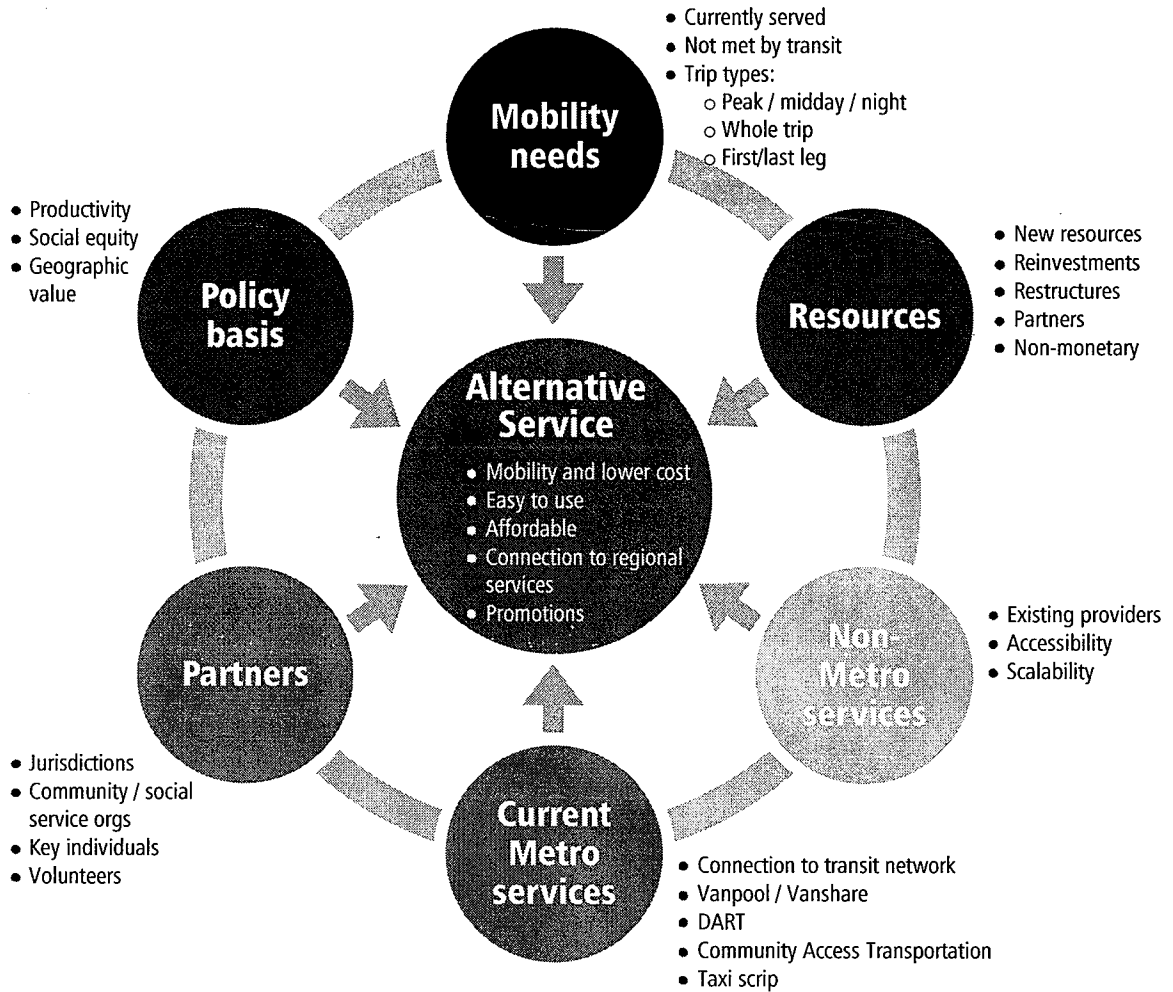 Mobility
needs
• Currently served
• Not met by transit
• Trip types:
○ Peak / midday / night
○ Whole trip
○ First/last leg
Resources
• New resources
• Reinvestments
• Restructures
• Partners
• Non-monetary
Non-
Metro
services
• Existing providers
• Accessibility
• Scalability
Current
Metro
services
• Connection to transit network
• Vanpool / Vanshare
• DART
• Community Access Transportation
• Taxi scrip
Partners
• Jurisdictions
• Community / social
service orgs
• Key individuals
• Volunteers
Policy
basis
• Productivity
• Social equity
• Geographic
value
Alternative
Service
• Mobility and lower cost
• Easy to use
• Affordable
• Connection to regional
services
• Promotions